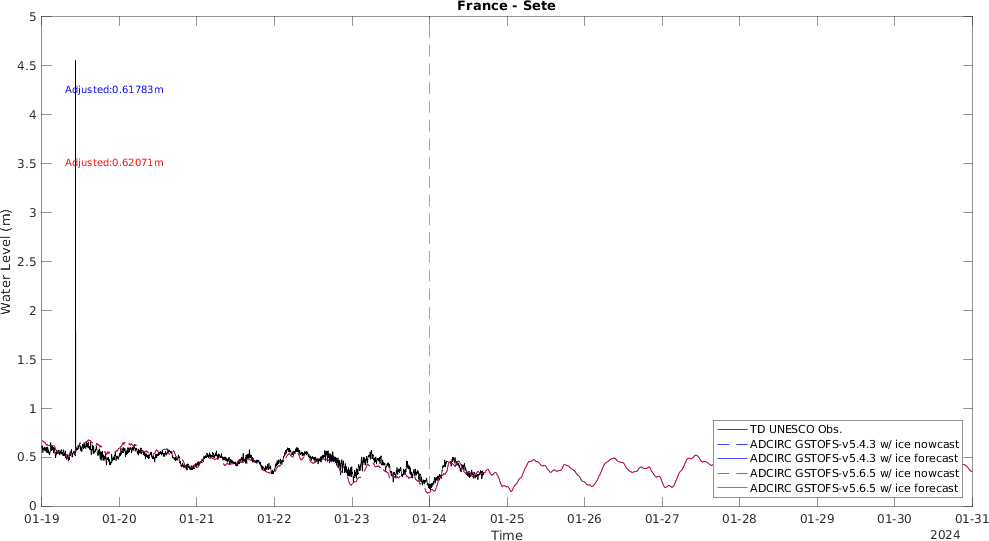 France - Sete
5
4.5
4
3.5
3
2.5
2
1.5
1
0.5
0
Water Level (m)
Adjusted:0.61783m
Adjusted:0.62071m
TD UNESCO Obs.
ADCIRC GSTOFS-v5.4.3 w/ ice nowcast
ADCIRC GSTOFS-v5.4.3 w/ ice forecast
ADCIRC GSTOFS-v5.6.5 w/ ice nowcast
ADCIRC GSTOFS-v5.6.5 w/ ice forecast
01-19 01-20 01-21 01-22 01-23 01-24 01-25 01-26 01-27 01-28 01-29 01-30 01-31
Time
2024